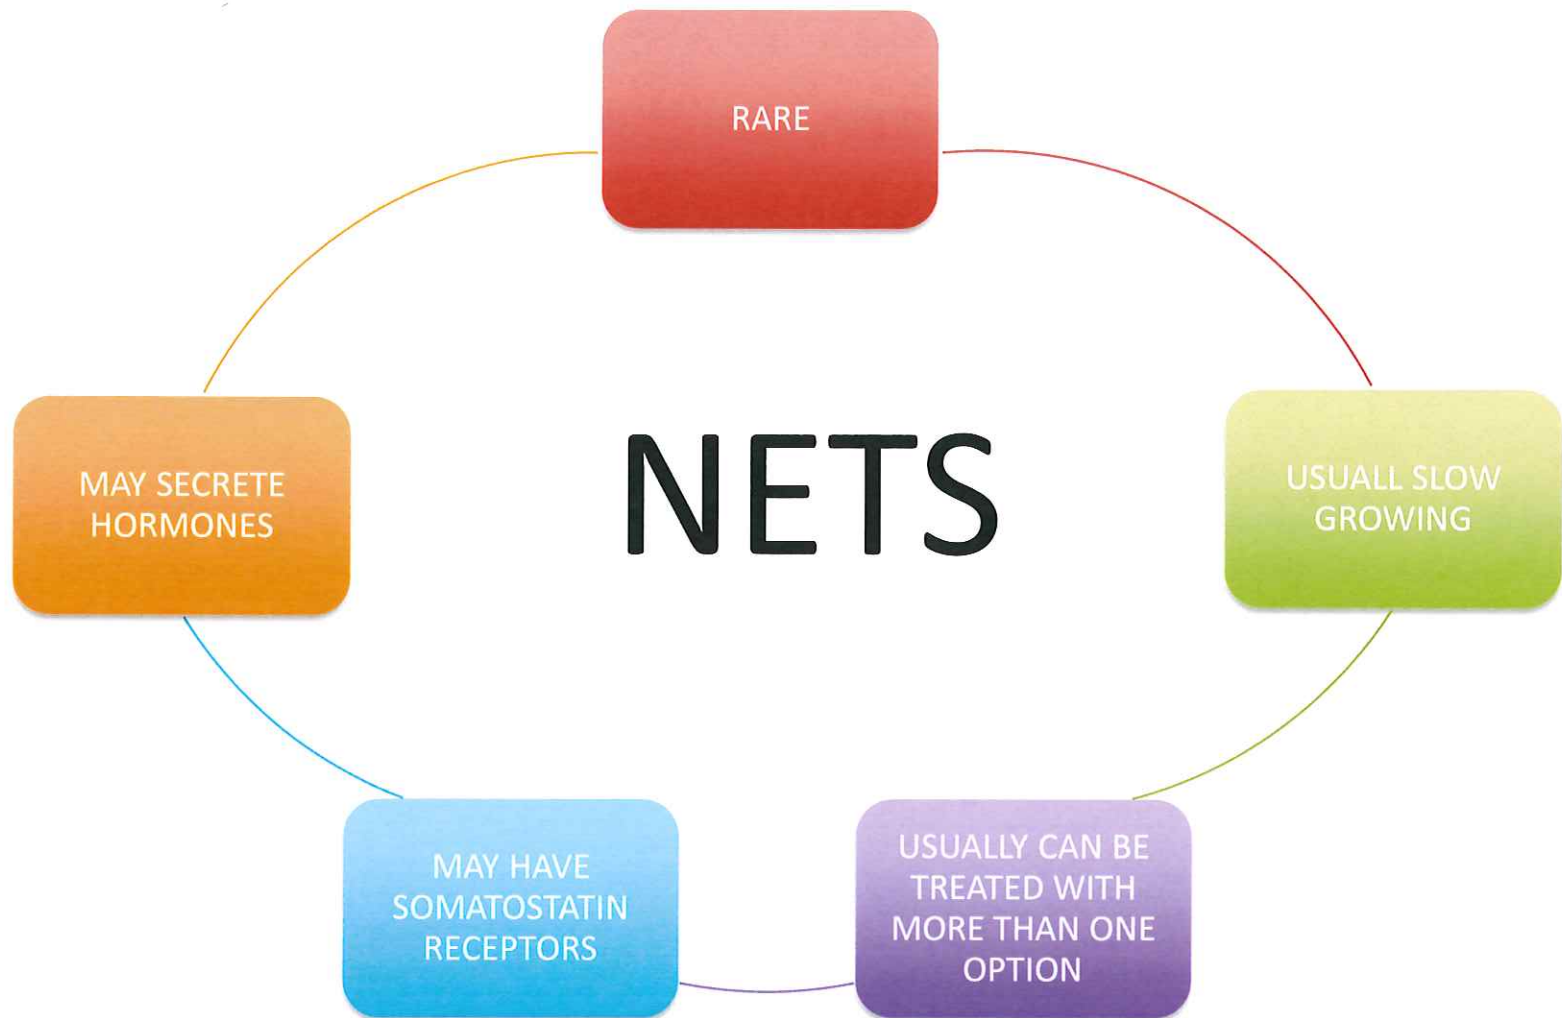 RARE
NETS
USUALL SLOW
GROWING
USUALLY CAN BE
TREATED WITH
MORE THAN ONE
OPTION
MAY HAVE
SOMATOSTATIN
RECEPTORS
MAY SECRETE
HORMONES